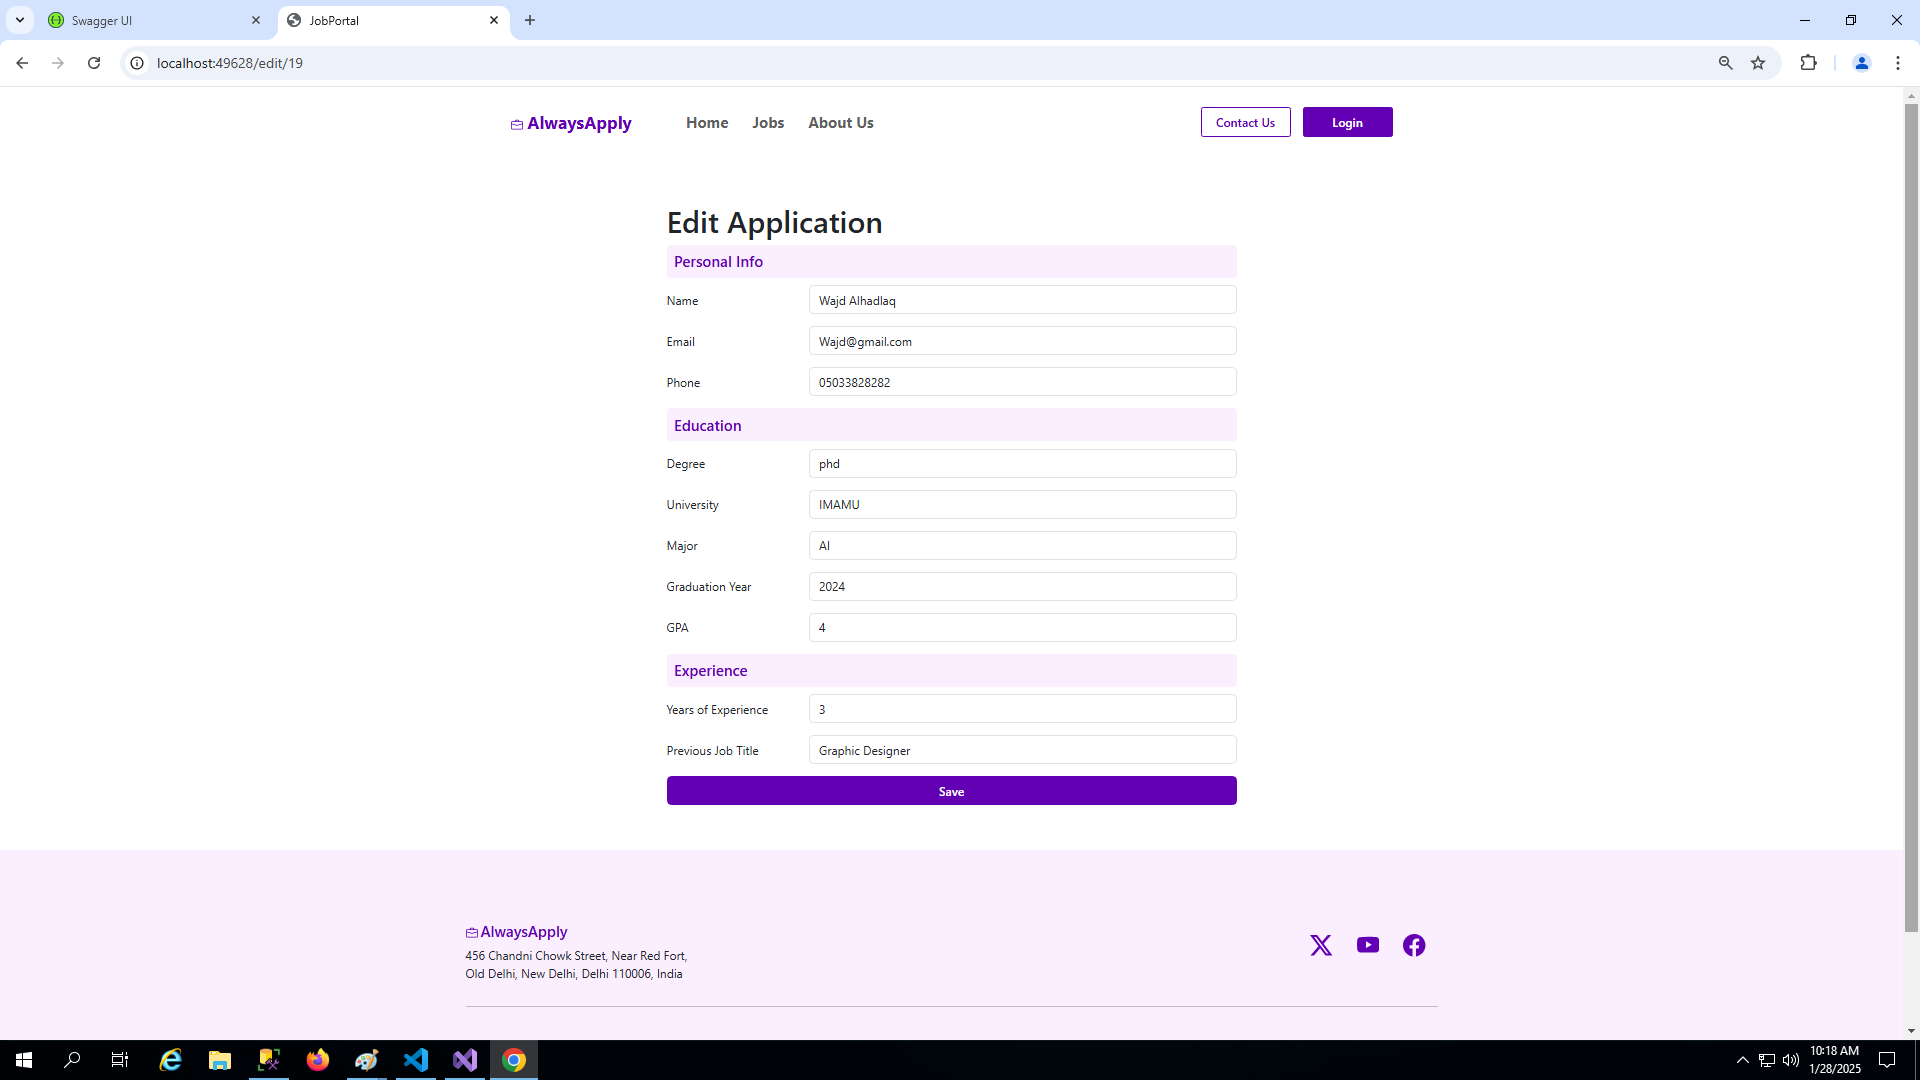 Swagger UI
JobPortal
localhost:49628/edit/19
AlwaysApply
Home
Jobs
About Us
Contact Us
Login
Edit Application
Personal Info
Name
Wajd Alhadlaq
Email
Wajd@gmail.com
Phone
05033828282
Education
Degree
phd
University
IMAMU
Major
AI
Graduation Year
2024
GPA
4
Experience
Years of Experience
3
Previous Job Title
Graphic Designer
Save
AlwaysApply
456 Chandni Chowk Street, Near Red Fort,
Old Delhi, New Delhi, Delhi 110006, India
10:18 AM
1/28/2025